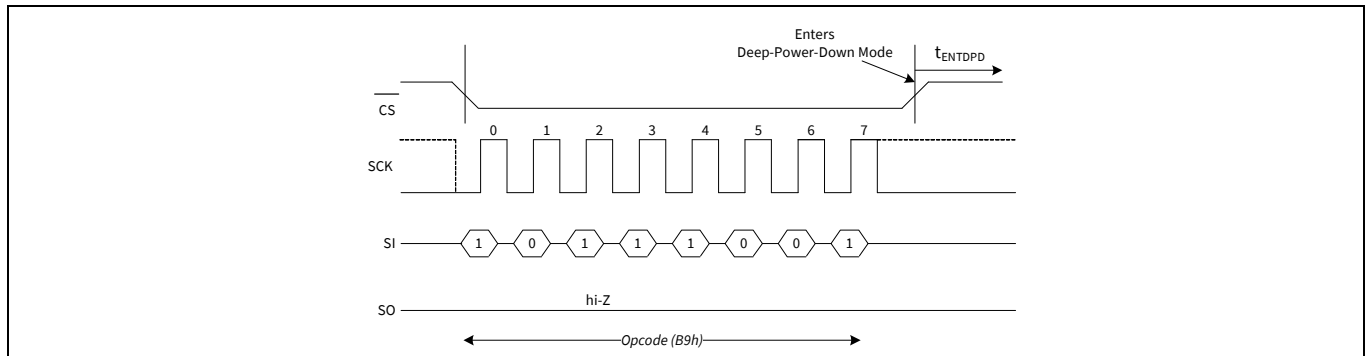 Enters
Deep-Power-Down Mode
tENTDPD
CS
0 1 2 3 4 5 6 7
SCK
SI 1 0 1 1 1 0 0 1
hi-Z
SO
Opcode (B9h)